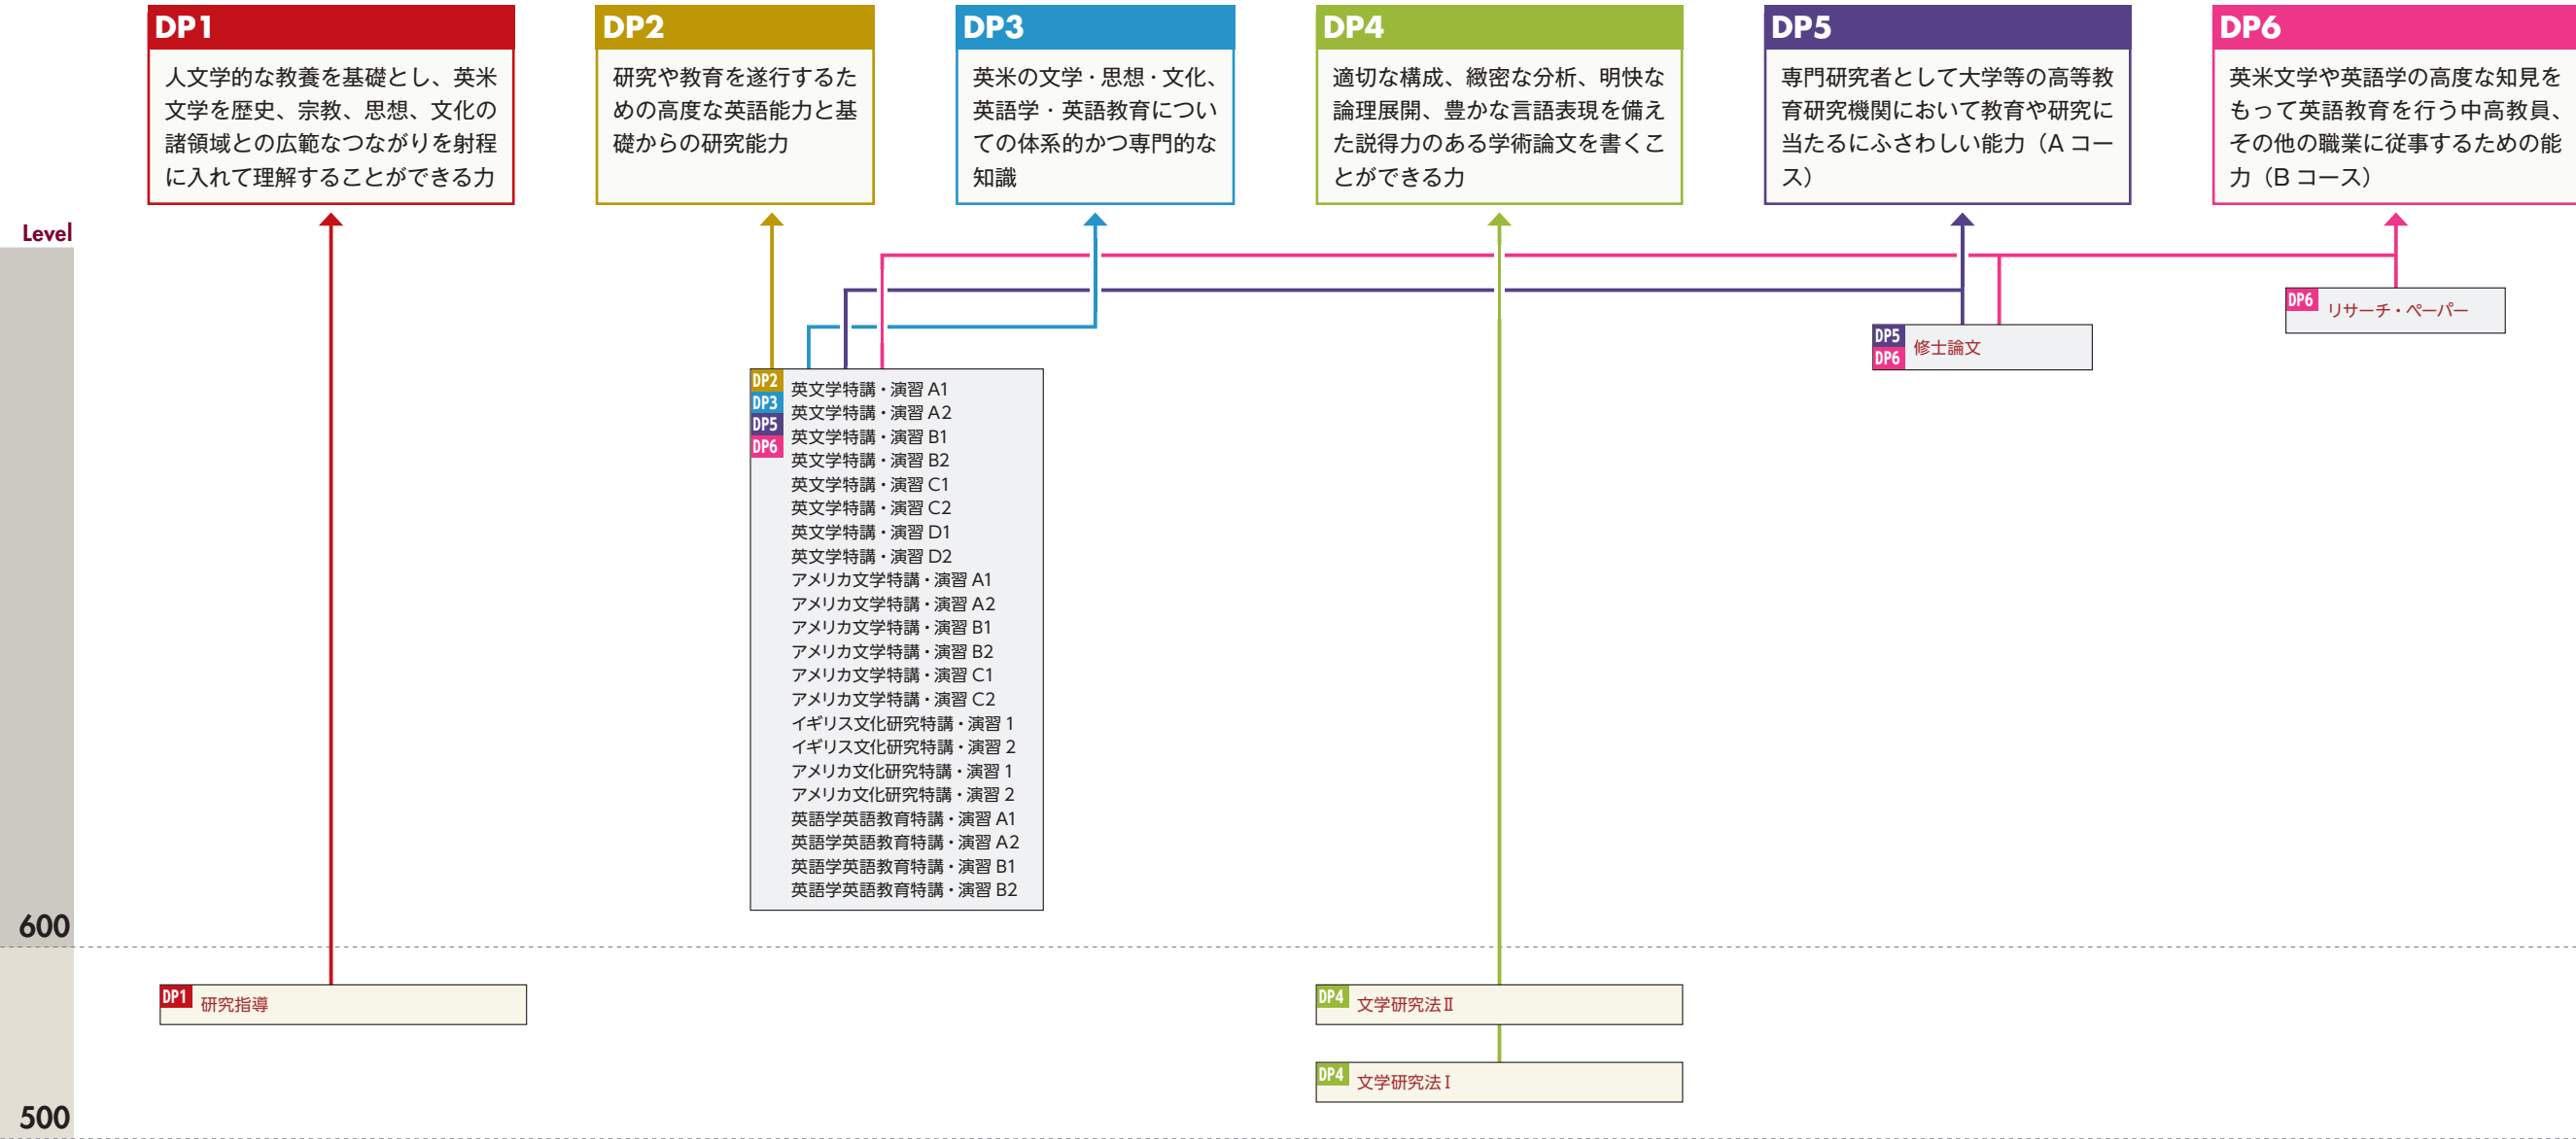 DP1
人文学的な教養を基礎とし、英米
文学を歴史、宗教、思想、文化の
諸領域との広範なつながりを射程
に入れて理解することができる力
DP2
研究や教育を遂行するた
めの高度な英語能力と基
礎からの研究能力
DP3
英米の文学・思想・文化、
英語学・英語教育につい
ての体系的かつ専門的な
知識
DP4
適切な構成、緻密な分析、明快な
論理展開、豊かな言語表現を備え
た説得力のある学術論文を書くこ
とができる力
DP5
専門研究者として大学等の高等教
育研究機関において教育や研究に
当たるにふさわしい能力（A コー
ス）
DP6
英米文学や英語学の高度な知見を
もって英語教育を行う中高教員、
その他の職業に従事するための能
力（B コース）
Level
DP6
リサーチ・ペーパー
DP5
DP6
修士論文
DP2
DP3
DP5
DP6
英文学特講・演習 A1
英文学特講・演習 A2
英文学特講・演習 B1
英文学特講・演習 B2
英文学特講・演習 C1
英文学特講・演習 C2
英文学特講・演習 D1
英文学特講・演習 D2
アメリカ文学特講・演習 A1
アメリカ文学特講・演習 A2
アメリカ文学特講・演習 B1
アメリカ文学特講・演習 B2
アメリカ文学特講・演習 C1
アメリカ文学特講・演習 C2
イギリス文化研究特講・演習 1
イギリス文化研究特講・演習 2
アメリカ文化研究特講・演習 1
アメリカ文化研究特講・演習 2
英語学英語教育特講・演習 A1
英語学英語教育特講・演習 A2
英語学英語教育特講・演習 B1
英語学英語教育特講・演習 B2
600
DP1
研究指導
DP4
文学研究法Ⅱ
DP4
文学研究法Ⅰ
500